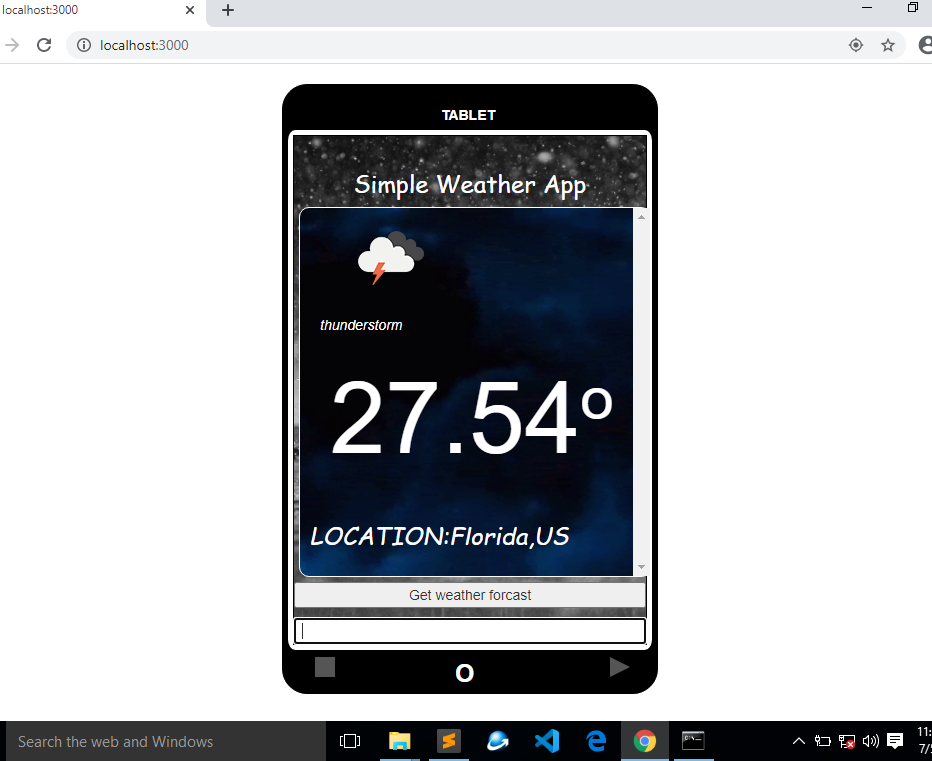 localhost:3000
localhost:3000
TABLET
Simple Weather App
thunderstorm
27.54º
LOCATION:Florida,US
Get weather forcast
O
Search the web and Windows
11:
7/